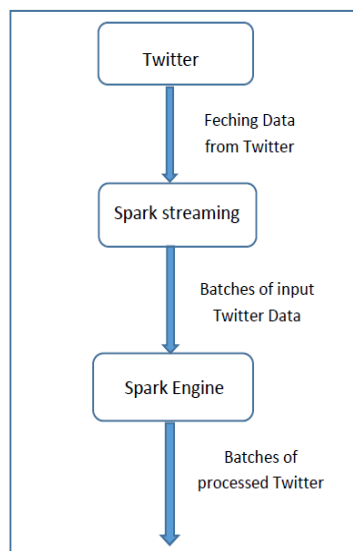 Twitter
Feching Data
from Twitter
Spark streaming
Batches of input
Twitter Data
Spark Engine
Batches of
processed Twitter